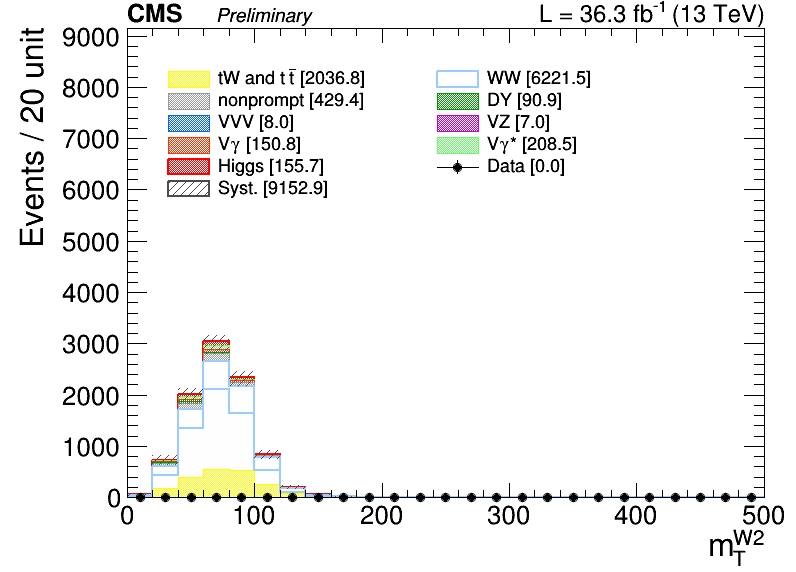 CMS Preliminary L = 36.3 fb⁻¹ (13 TeV)
Events / 20 unit
9000
8000
7000
6000
5000
4000
3000
2000
1000
0
tW and tt̅ [2036.8]
nonprompt [429.4]
VVV [8.0]
Vγ [150.8]
Higgs [155.7]
Syst. [9152.9]
WW [6221.5]
DY [90.9]
VZ [7.0]
Vγ* [208.5]
Data [0.0]
0 100 200 300 400 500
m_T^W2